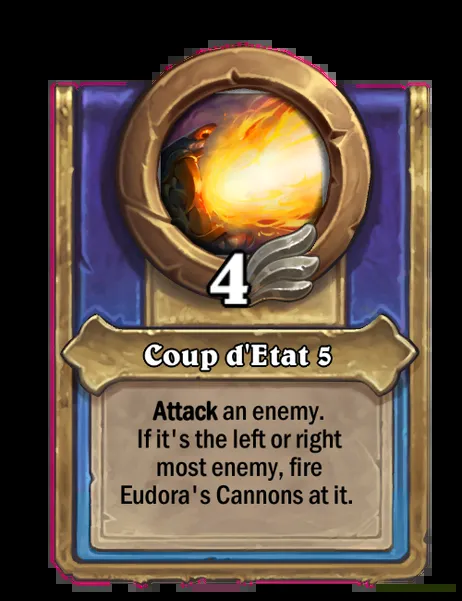 4
Coup d'Etat 5
Attack an enemy.
If it's the left or right
most enemy, fire
Eudora's Cannons at it.